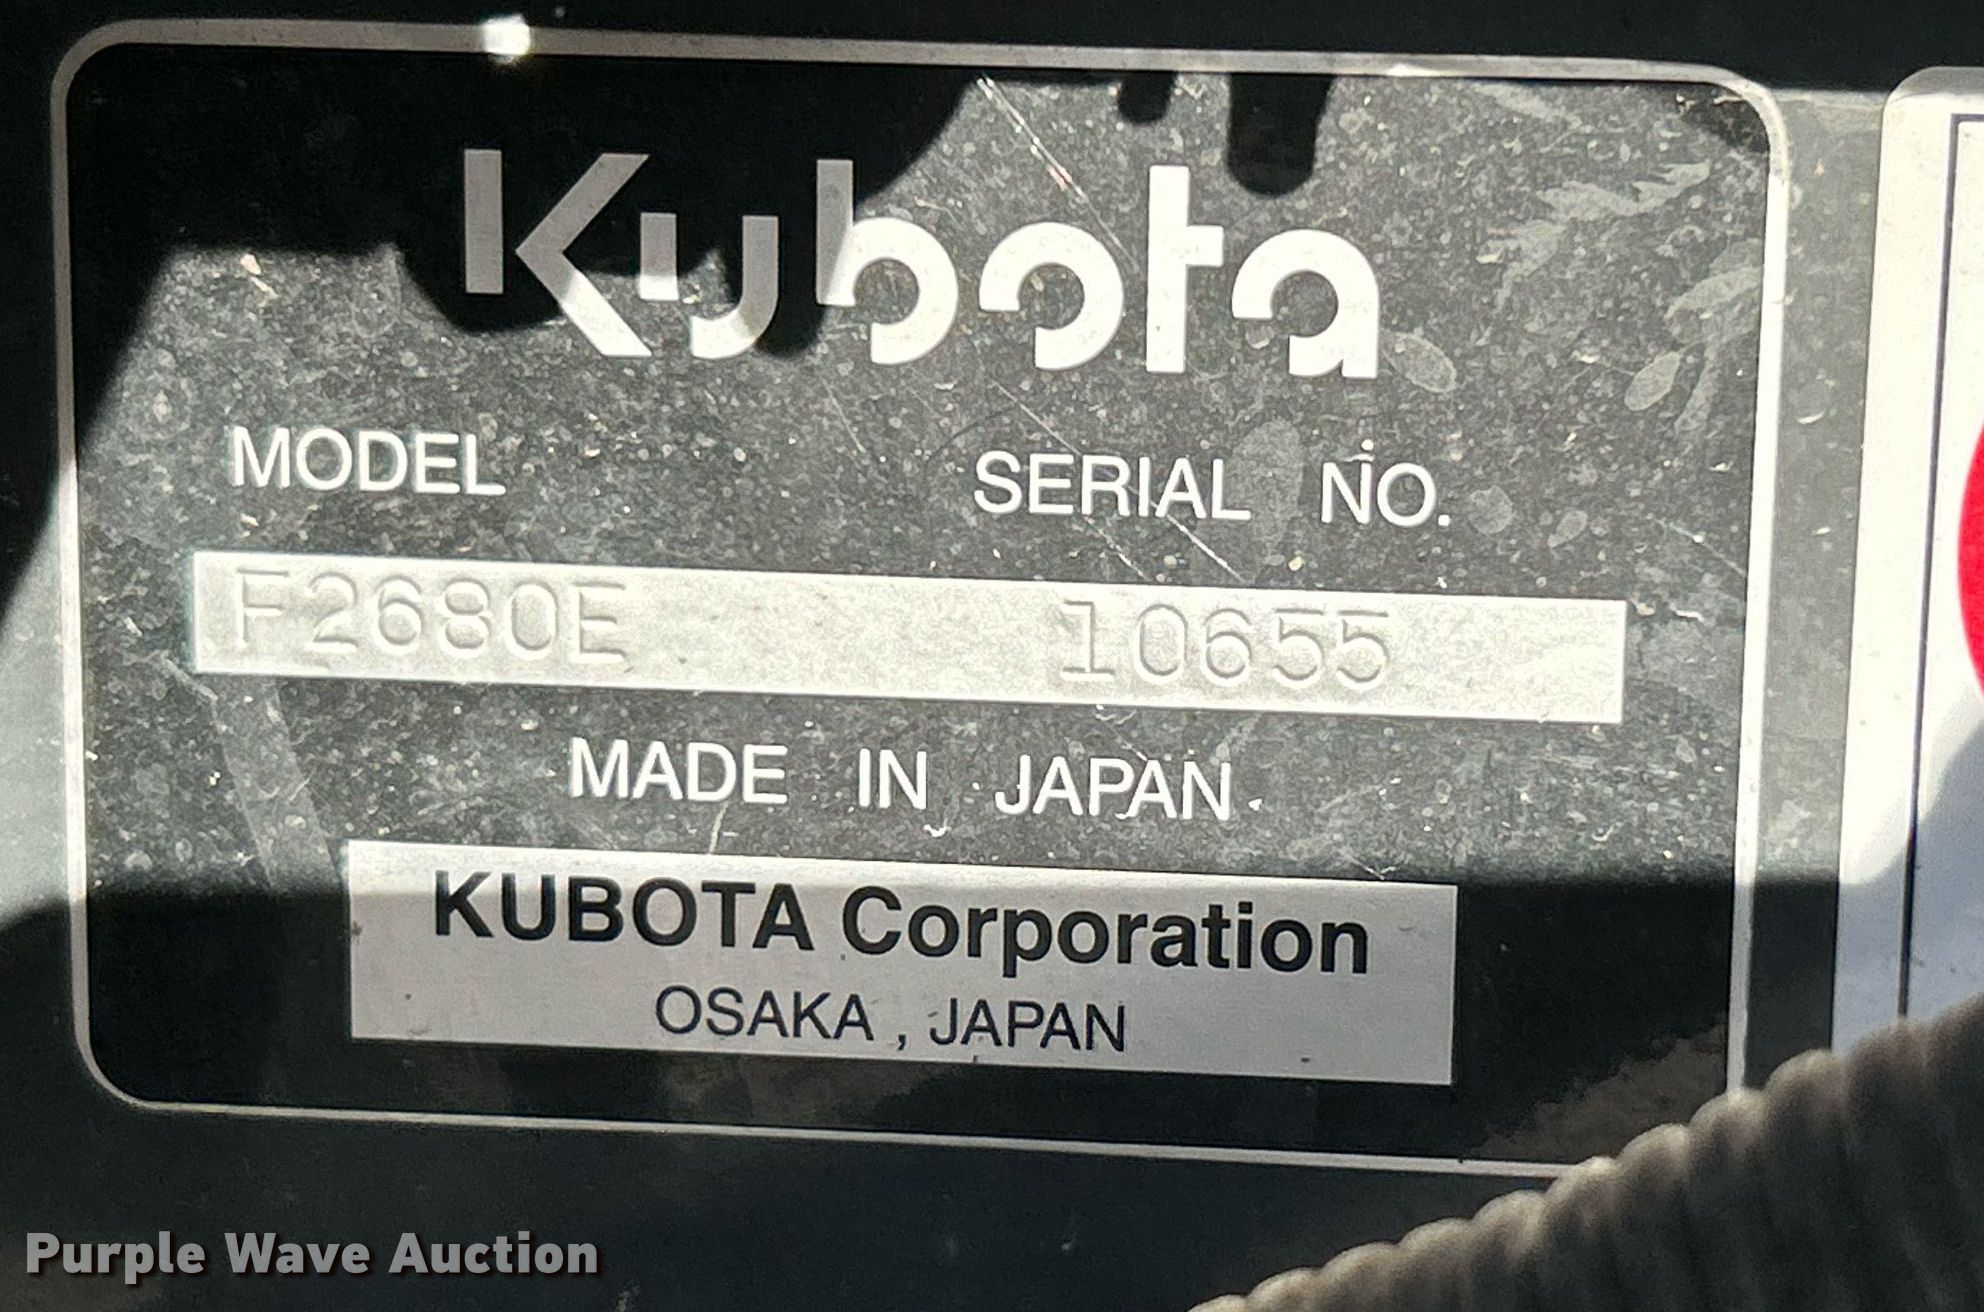 Kubota
MODEL SERIAL NO.
F2680E 10655
MADE IN JAPAN
KUBOTA Corporation
OSAKA , JAPAN
Purple Wave Auction